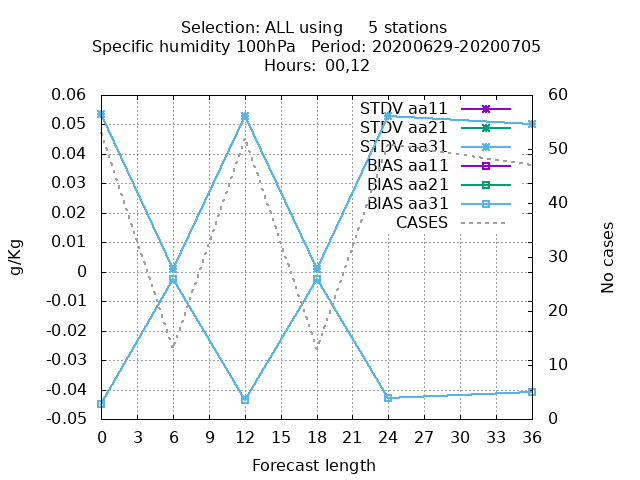 Selection: ALL using 5 stations
Specific humidity 100hPa Period: 20200629-20200705
Hours: 00,12
0.06
0.05
0.04
0.03
0.02
0.01
0
-0.01
-0.02
-0.03
-0.04
-0.05
g/Kg
STDV aa11
STDV aa21
STDV aa31
BIAS aa11
BIAS aa21
BIAS aa31
CASES
60
50
40
30
20
10
0
No cases
0 3 6 9 12 15 18 21 24 27 30 33 36
Forecast length